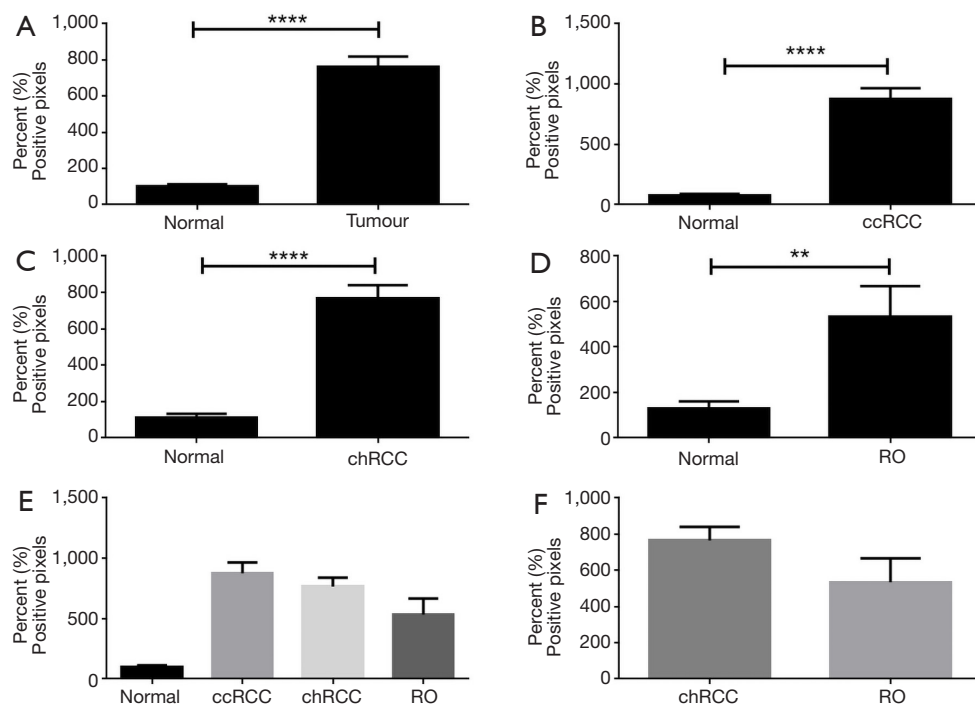 A
Percent (%)
Positive pixels
1,000
800
600
400
200
0
****
Normal
Tumour
B
Percent (%)
Positive pixels
1,500
1,000
500
0
****
Normal
ccRCC
C
Percent (%)
Positive pixels
1,000
800
600
400
200
0
****
Normal
chRCC
D
Percent (%)
Positive pixels
800
600
400
200
0
**
Normal
RO
E
Percent (%)
Positive pixels
1,500
1,000
500
0
Normal
ccRCC
chRCC
RO
F
Percent (%)
Positive pixels
1,000
800
600
400
200
0
chRCC
RO